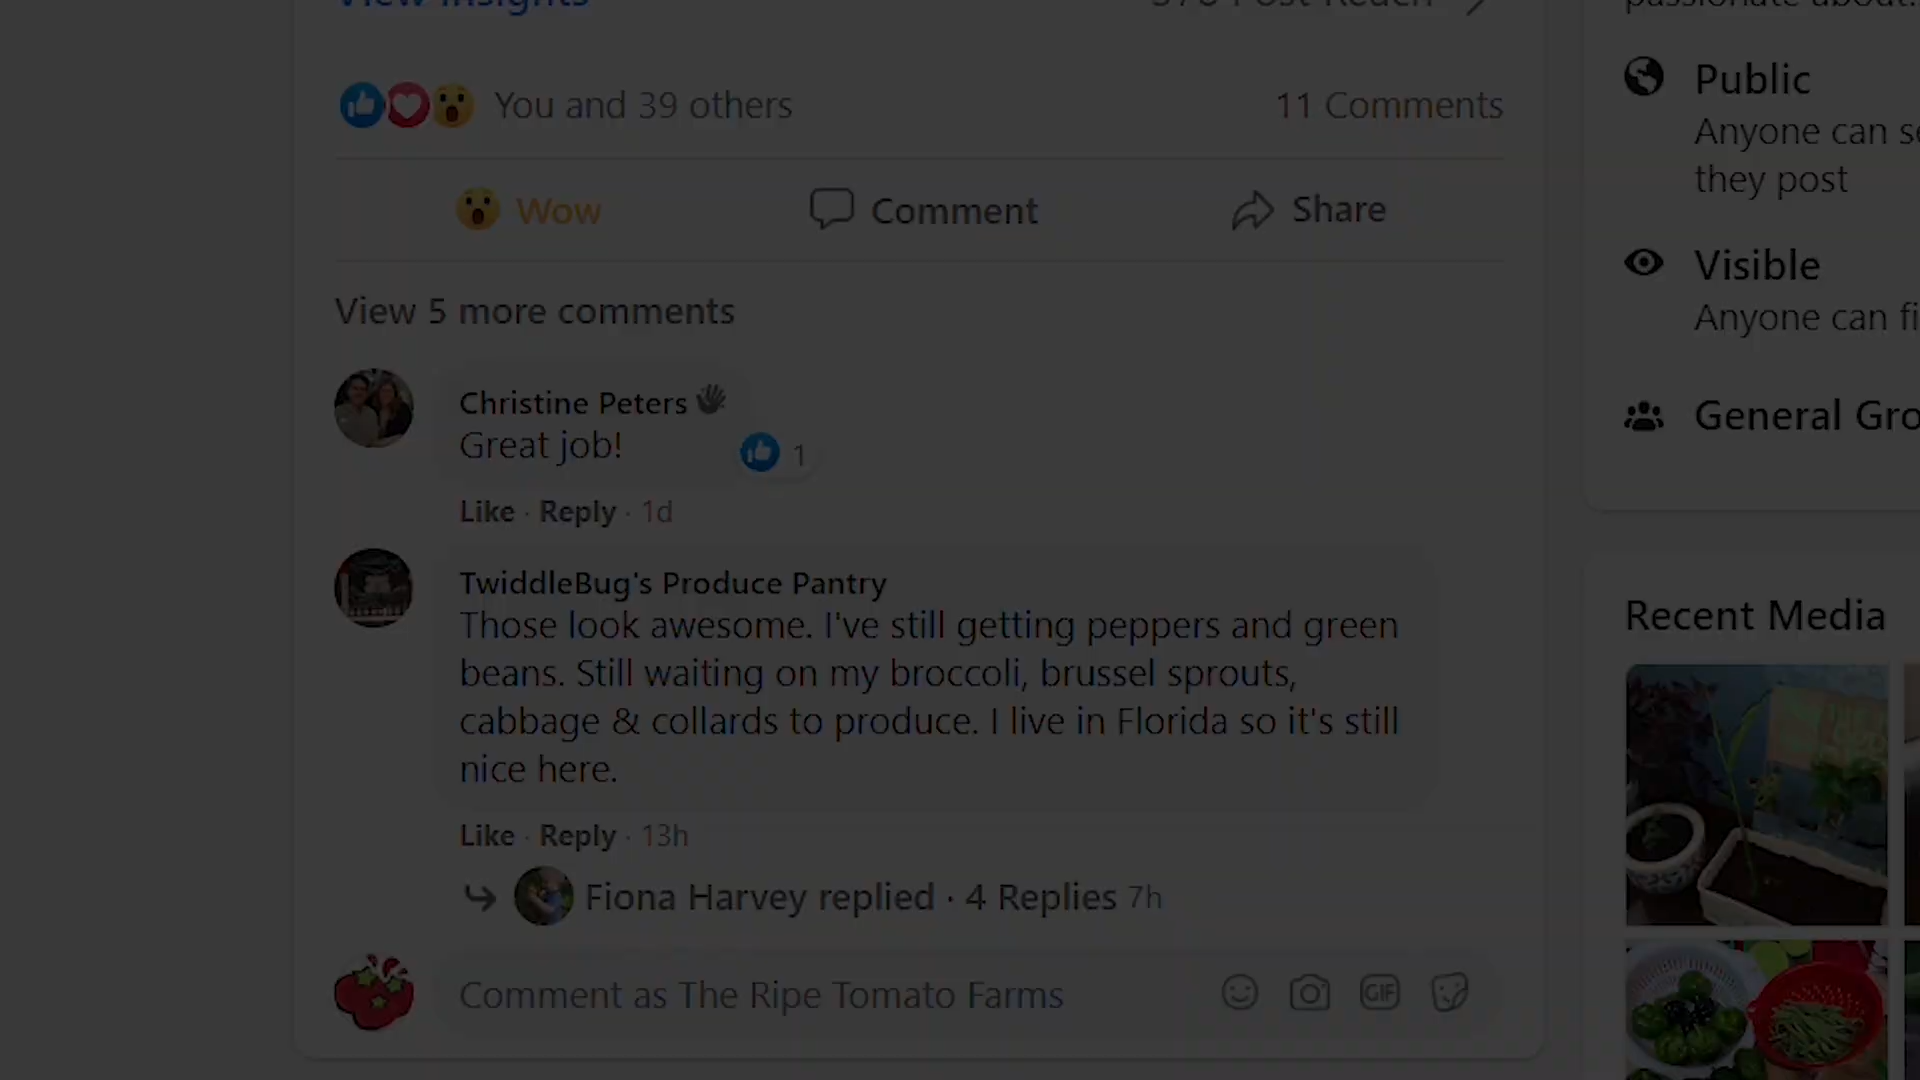 View Insights
Post Reach
passionate about.
You and 39 others
11 Comments
Public
Anyone can se
they post
Wow
Comment
Share
Visible
Anyone can fi
View 5 more comments
Christine Peters
Great job!
1
General Gro
Like · Reply · 1d
TwiddleBug's Produce Pantry
Those look awesome. I've still getting peppers and green
beans. Still waiting on my broccoli, brussel sprouts,
cabbage & collards to produce. I live in Florida so it's still
nice here.
Recent Media
Like · Reply · 13h
Fiona Harvey replied · 4 Replies 7h
Comment as The Ripe Tomato Farms
GIF